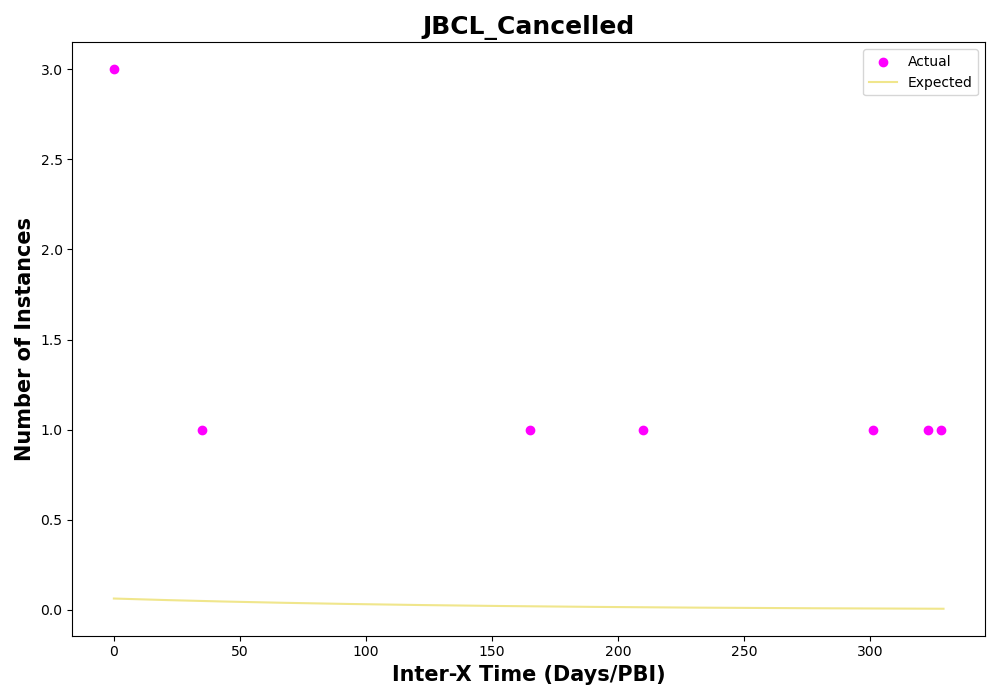 JBCL_Cancelled
Actual
Expected
3.0
2.5
2.0
1.5
1.0
0.5
0.0
Number of Instances
0
50
100
150
200
250
300
Inter-X Time (Days/PBI)